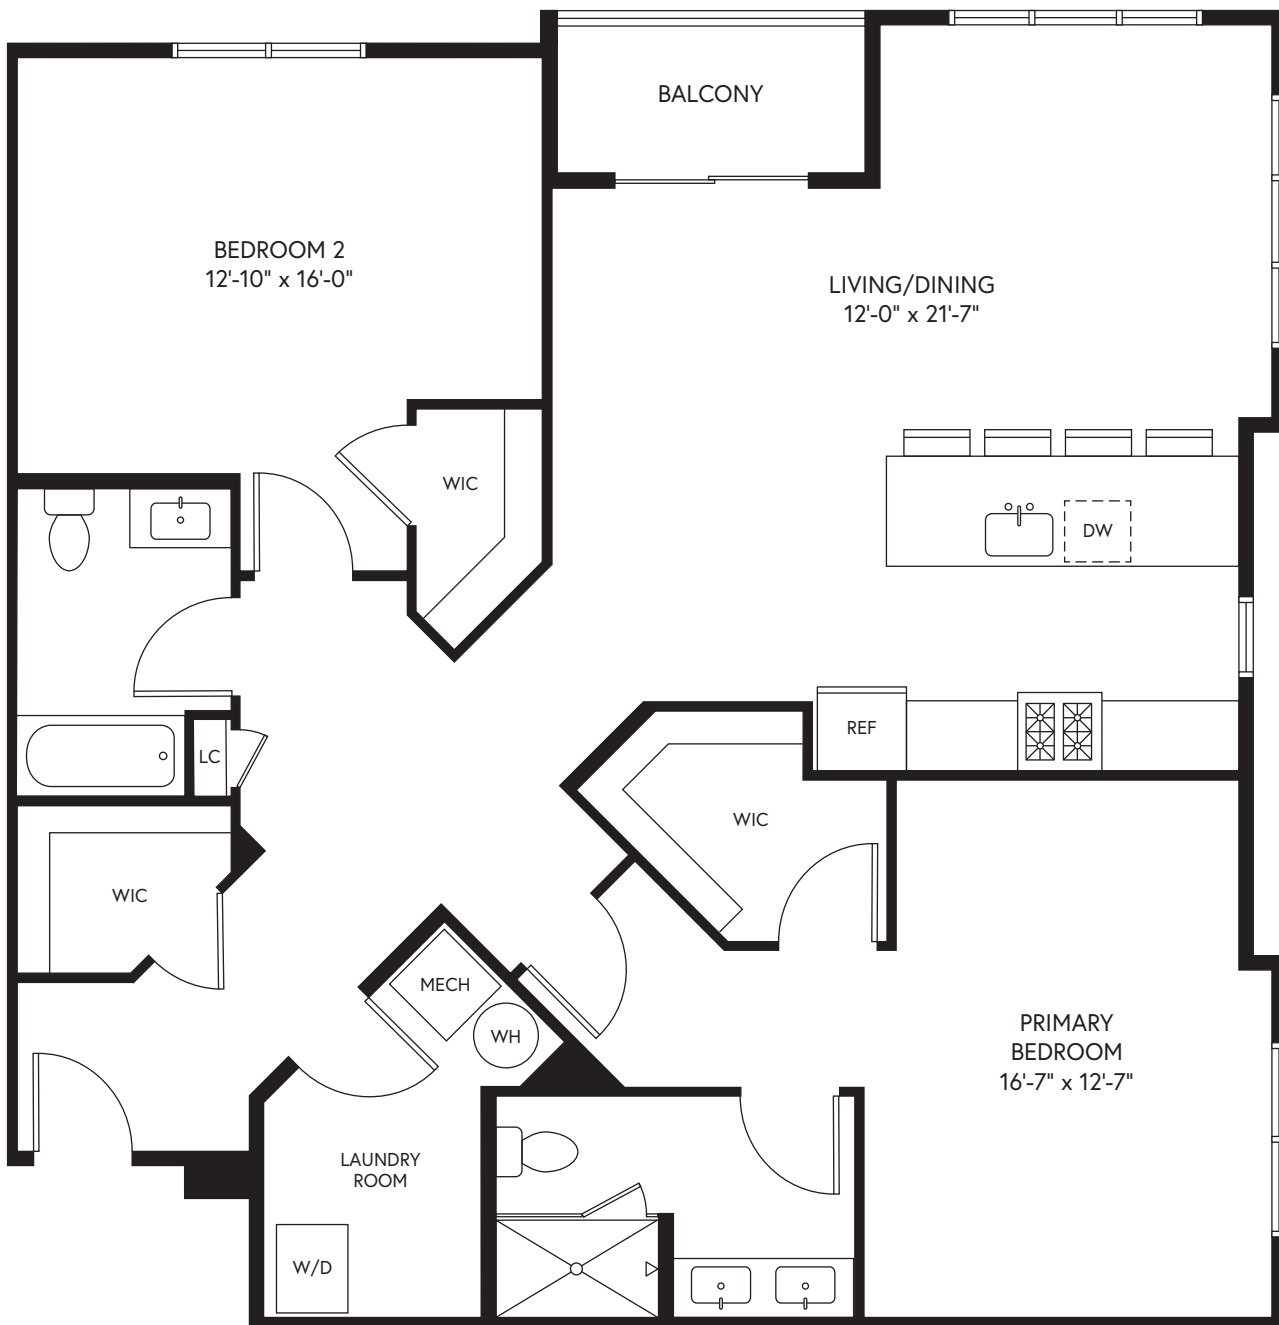 BALCONY
BEDROOM 2
12'-10" x 16'-0"
LIVING/DINING
12'-0" x 21'-7"
WIC
DW
REF
LC
WIC
WIC
MECH
WH
PRIMARY
BEDROOM
16'-7" x 12'-7"
LAUNDRY
ROOM
W/D